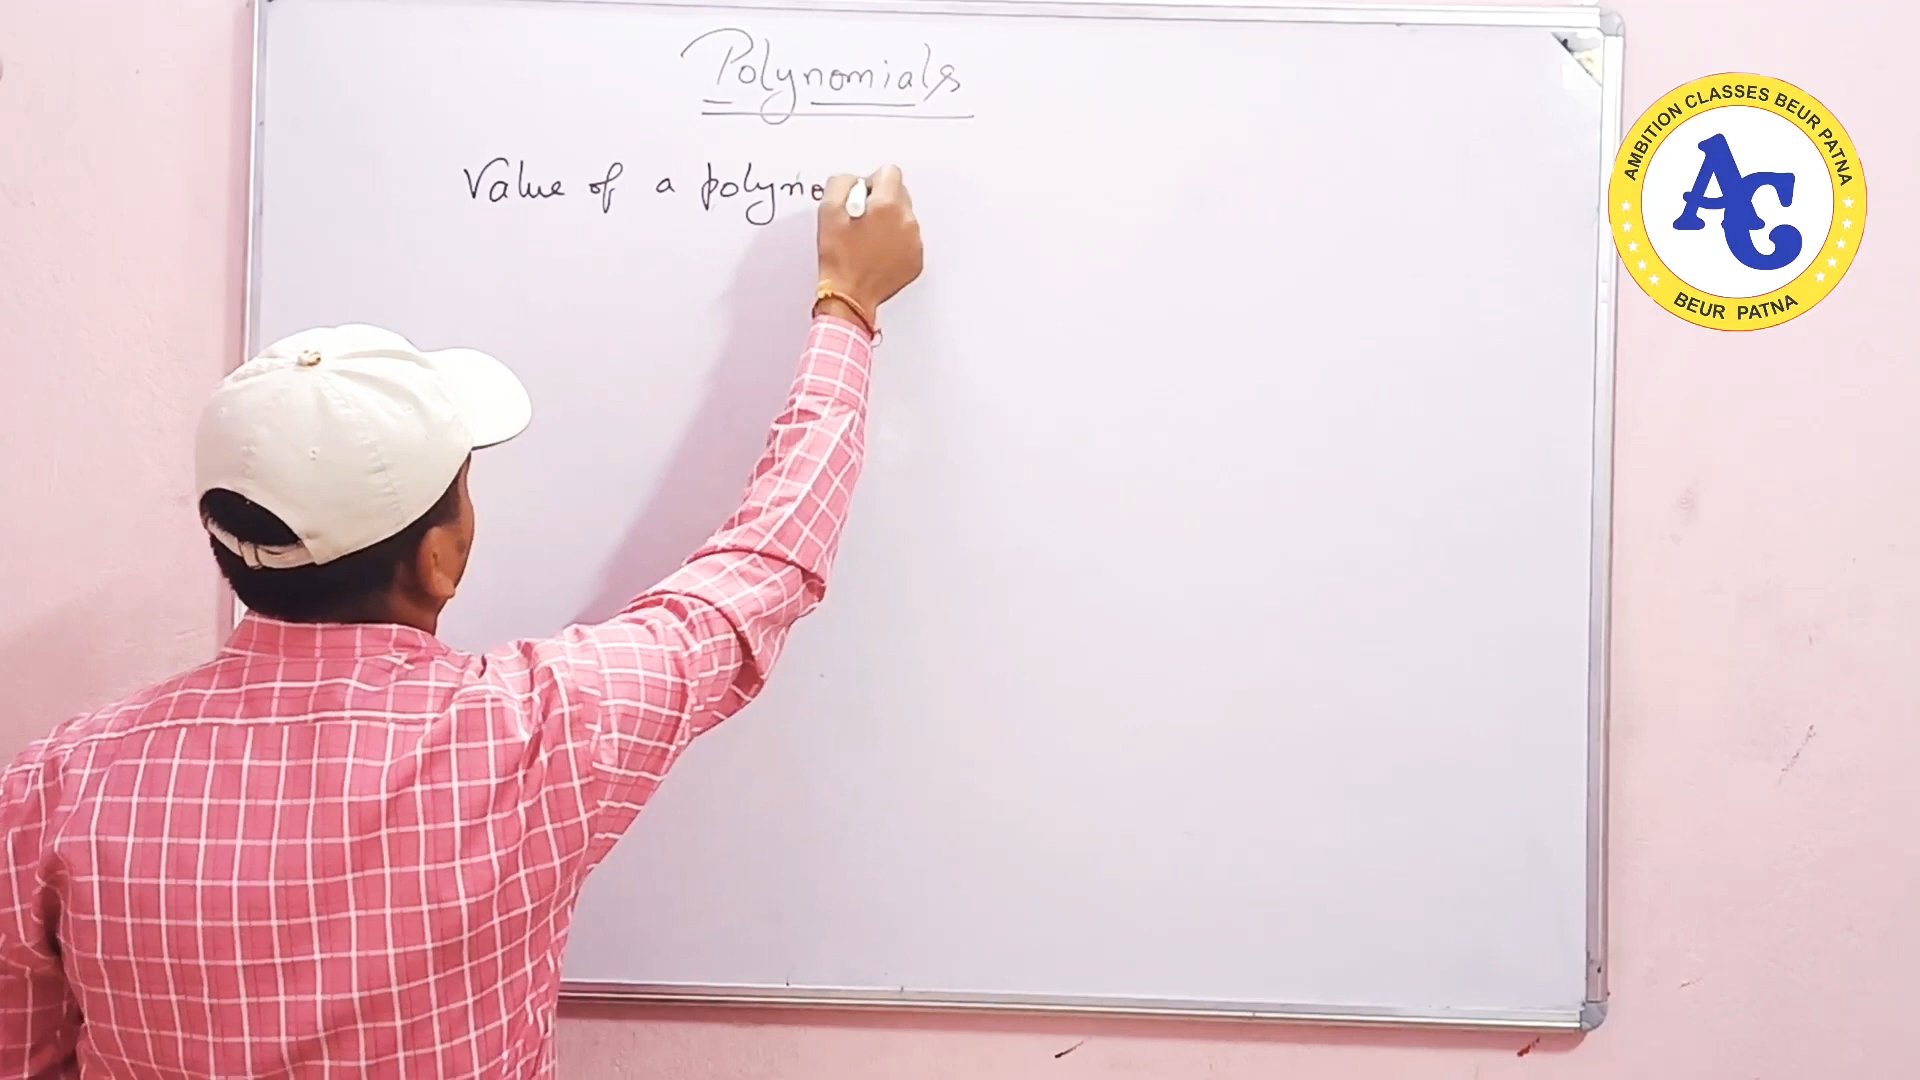 Polynomials
Value of a polyno
AMBITION CLASSES BEUR PATNA
AC
BEUR PATNA